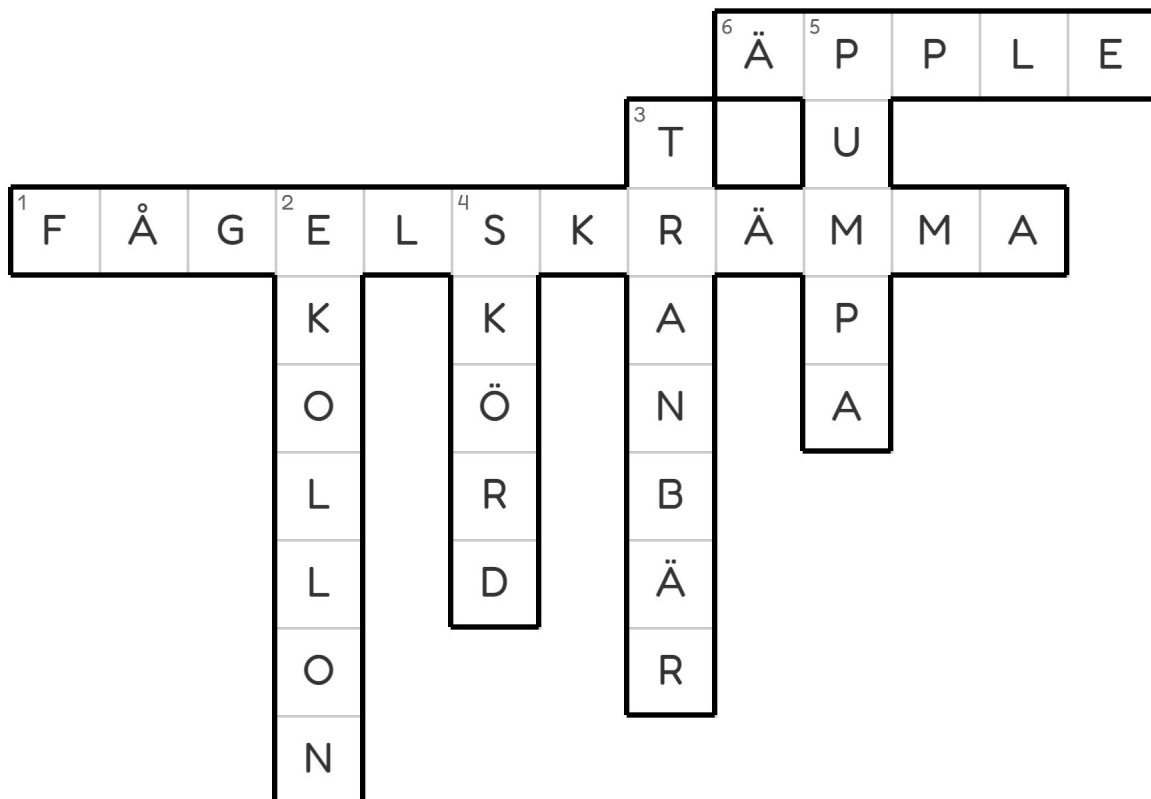 6 Ä 5 P P L E
3 T U
1 F Å G 2 E L 4 S K R Ä M M A
K K A P
O Ö N A
L R B
L D Ä
O R
N